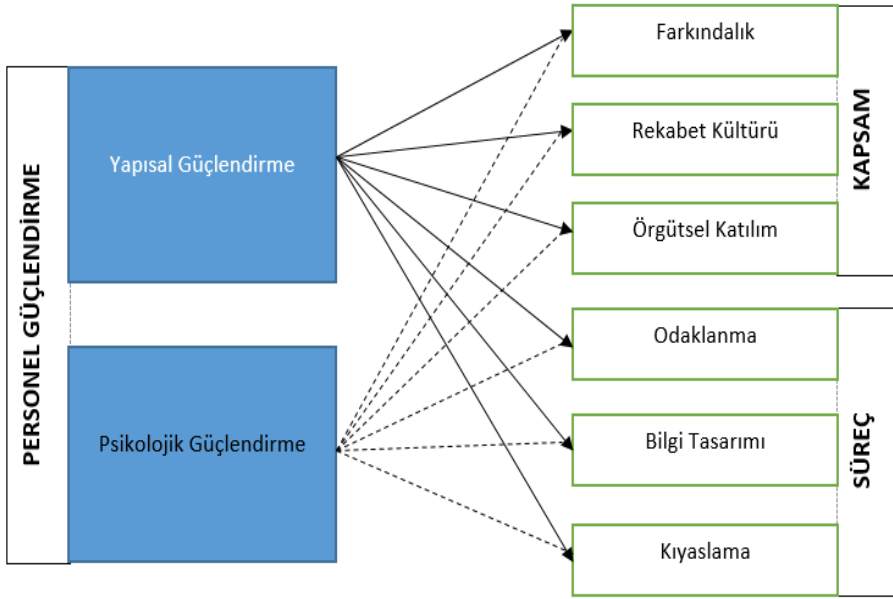 PERSONEL GÜÇLENDİRME
Yapısal Güçlendirme
Psikolojik Güçlendirme
Farkındalık
Rekabet Kültürü
Örgütsel Katılım
KAPSAM
Odaklanma
Bilgi Tasarımı
Kıyaslama
SÜREÇ